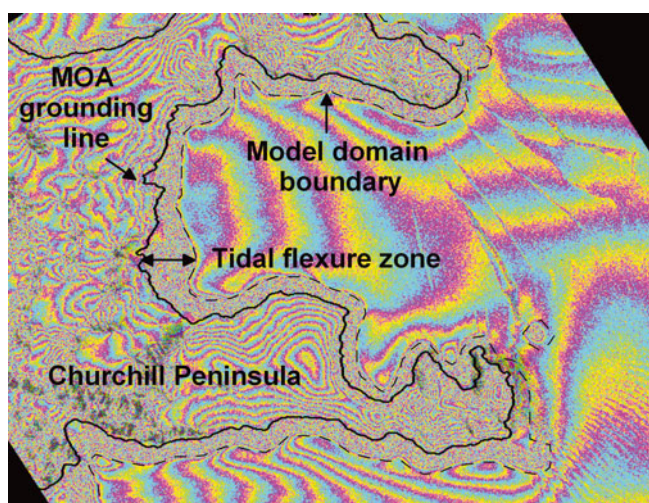 MOA
grounding
line
Model domain
boundary
Tidal flexure zone
Churchill Peninsula